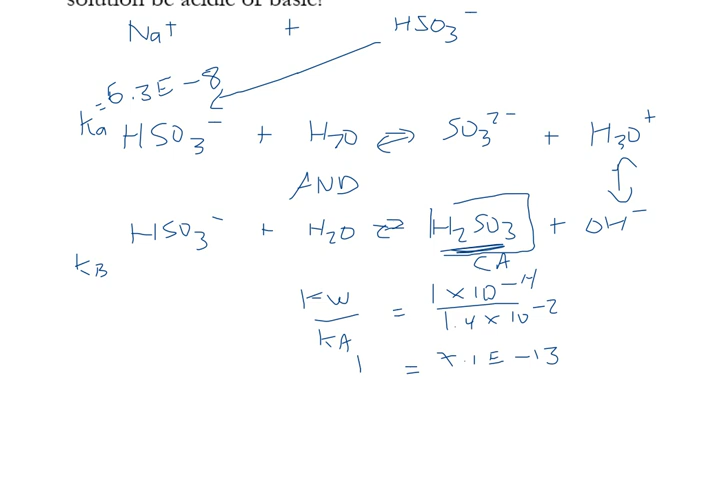 solution be acidic or basic?
Na⁺ + HSO₃⁻
= 6.3E-8
Ka HSO₃⁻ + H₂O ⇌ SO₃²⁻ + H₃O⁺
AND
HSO₃⁻ + H₂O ⇌ H₂SO₃ + OH⁻
KB CA
KW = 1×10⁻¹⁴
KA₁ 1.4×10⁻²
= 7.1E-13